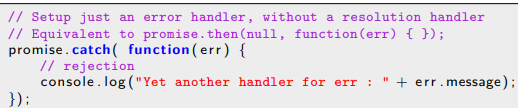 // Setup just an error handler, without a resolution handler
// Equivalent to promise.then(null, function(err) { });
promise.catch( function(err) {
// rejection
console.log("Yet another handler for err : " + err.message);
});